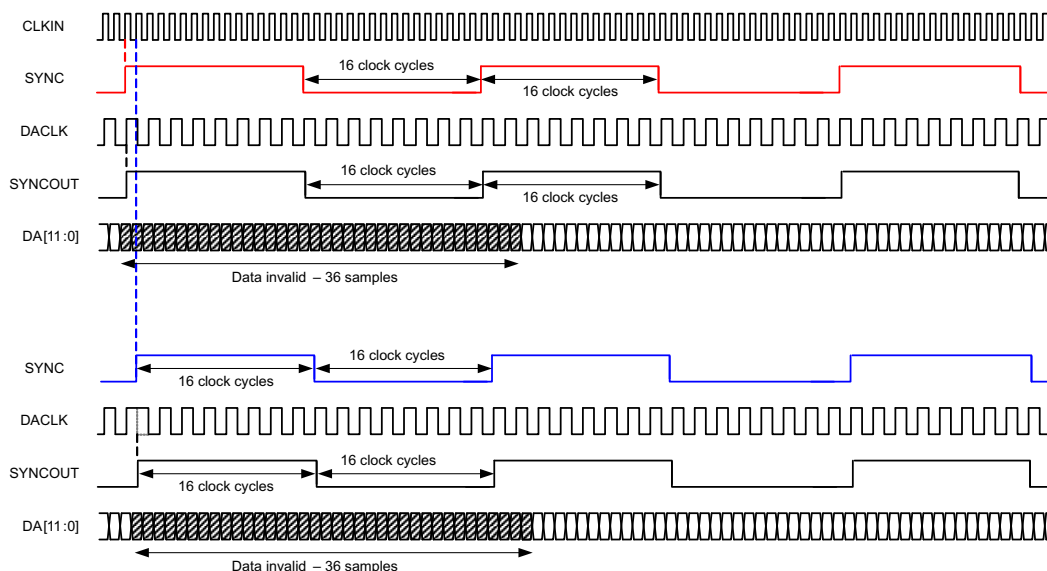 CLKIN
SYNC
16 clock cycles
16 clock cycles
DACLK
SYNCOUT
16 clock cycles
16 clock cycles
DA[11:0]
Data invalid – 36 samples
SYNC
16 clock cycles
16 clock cycles
DACLK
SYNCOUT
16 clock cycles
16 clock cycles
DA[11:0]
Data invalid – 36 samples